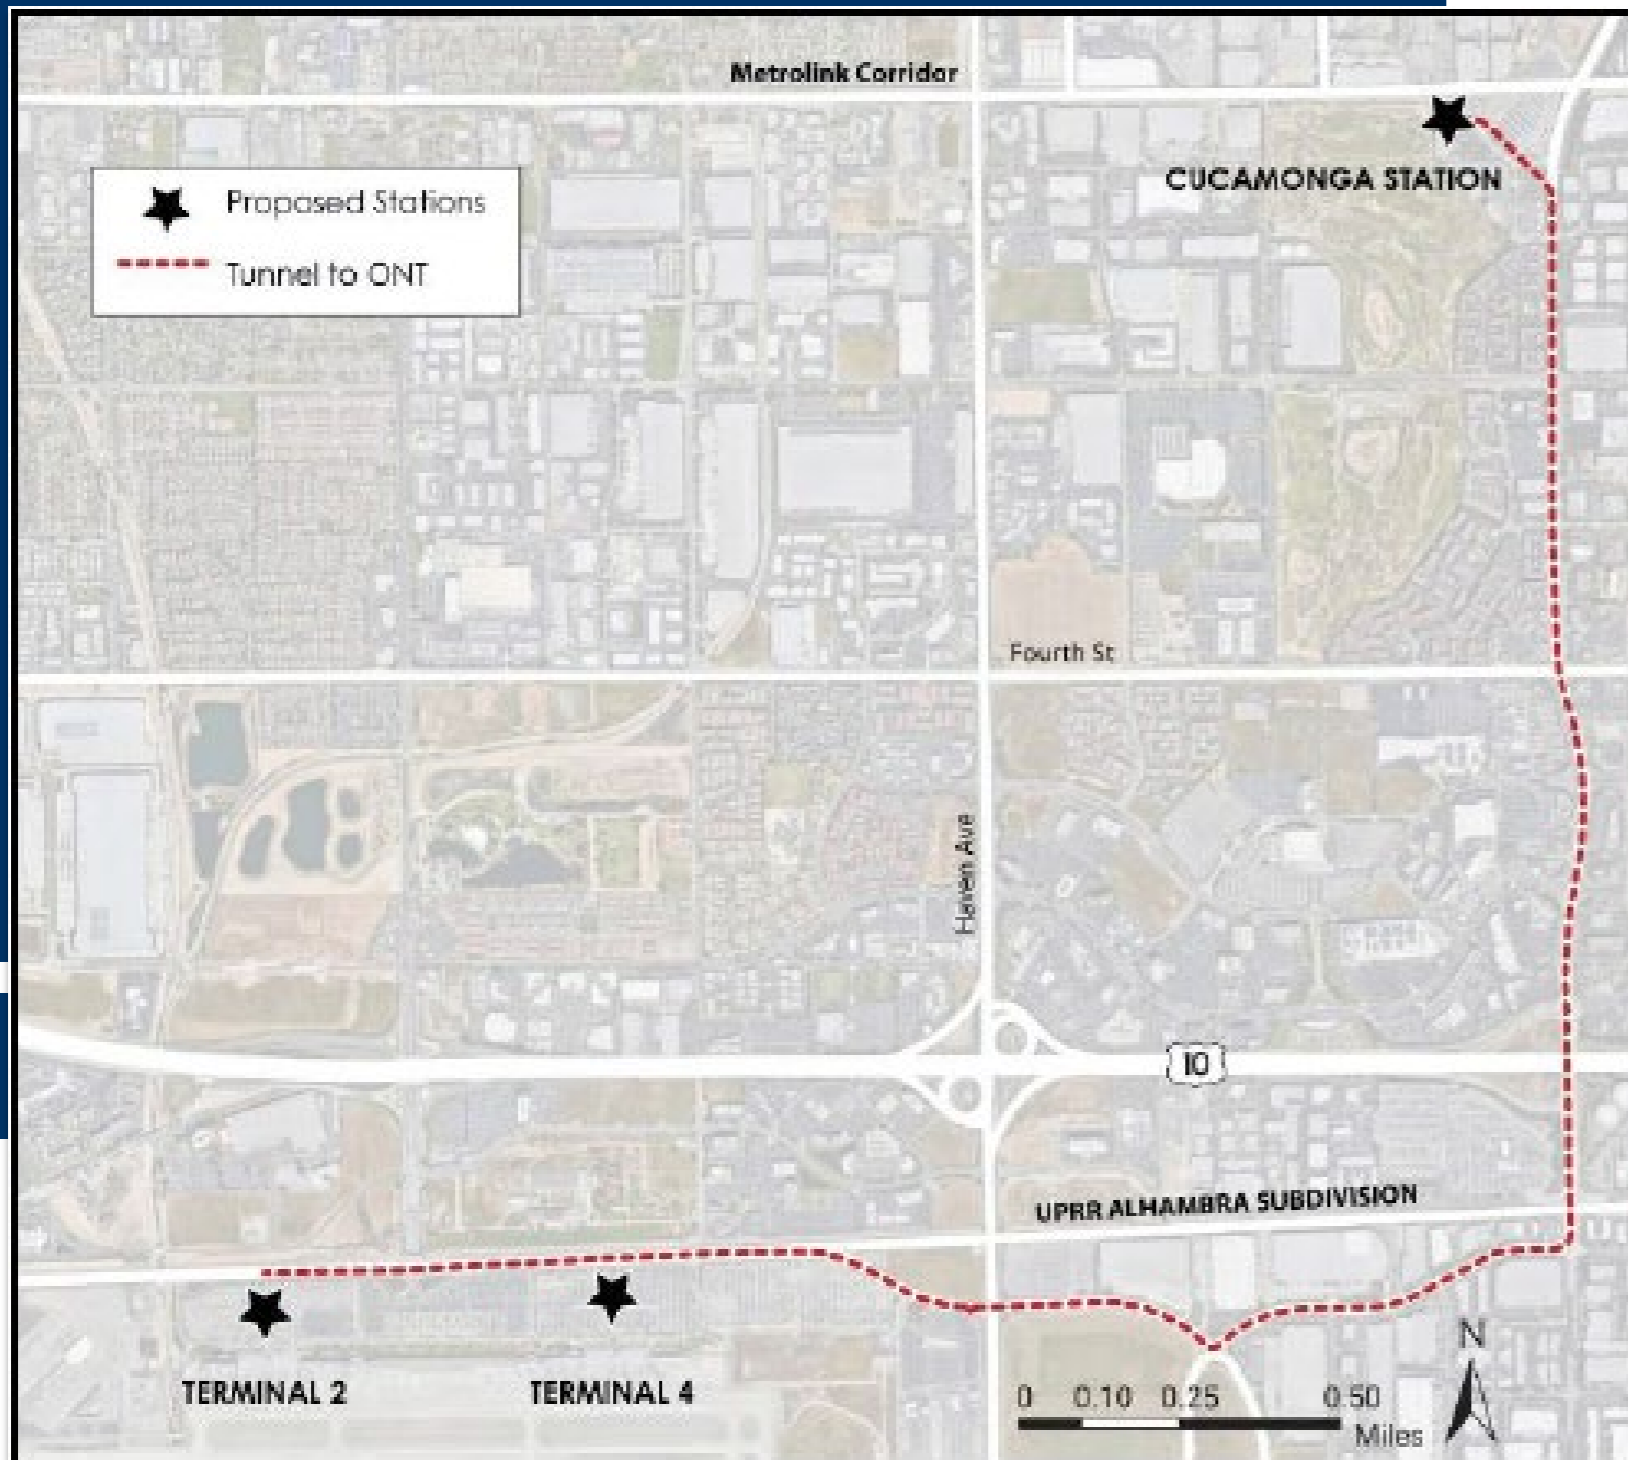 Metrolink Corridor
CUCAMONGA STATION
Proposed Stations
Tunnel to ONT
Fourth St
Haven Ave
10
UPRR ALHAMBRA SUBDIVISION
N
TERMINAL 2
TERMINAL 4
0 0.10 0.25 0.50
Miles